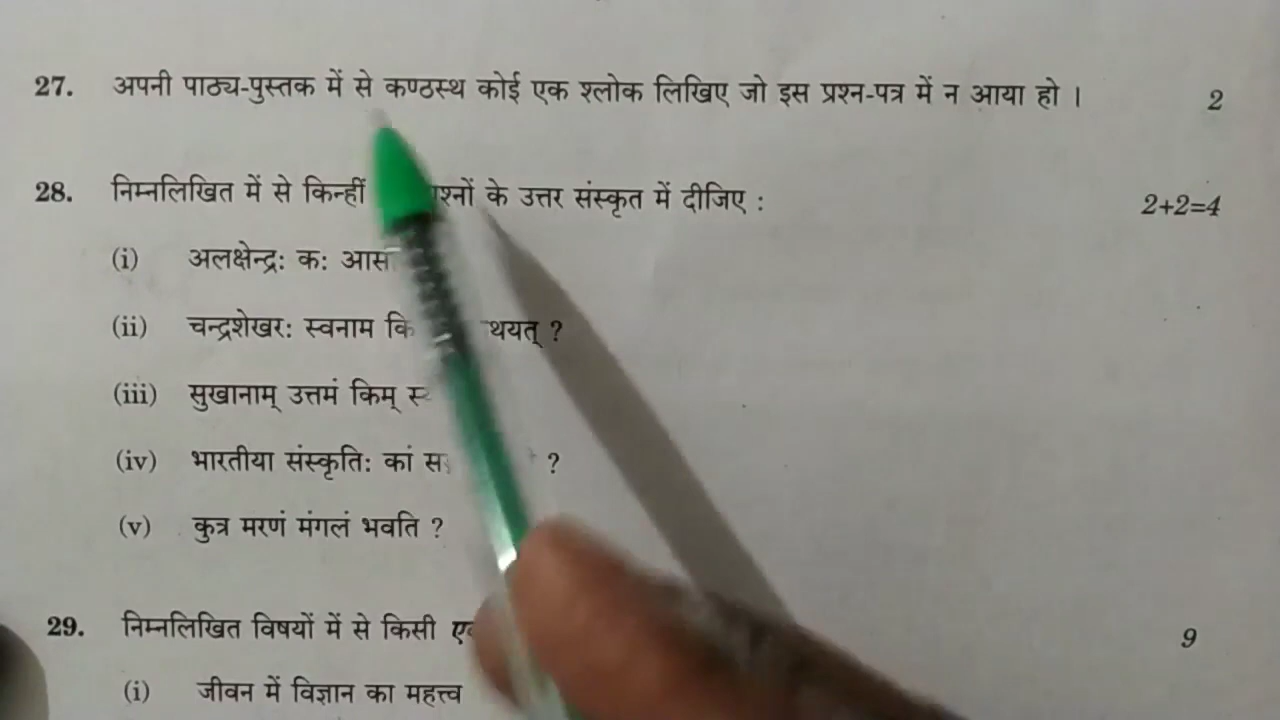 27. अपनी पाठ्य-पुस्तक में से कण्ठस्थ कोई एक श्लोक लिखिए जो इस प्रश्न-पत्र में न आया हो । 2
28. निम्नलिखित में से किन्हीं के उत्तर संस्कृत में दीजिए : 2+2=4
(i) अलक्षेन्द्रः कः
(ii) चन्द्रशेखरः स्वनाम ?
(iii) सुखानाम् उत्तमं किम्
(iv) भारतीया संस्कृतिः कां ?
(v) कुत्र मरणं मंगलं भवति ?
29. निम्नलिखित विषयों में से किसी 9
(i) जीवन में विज्ञान का महत्त्व